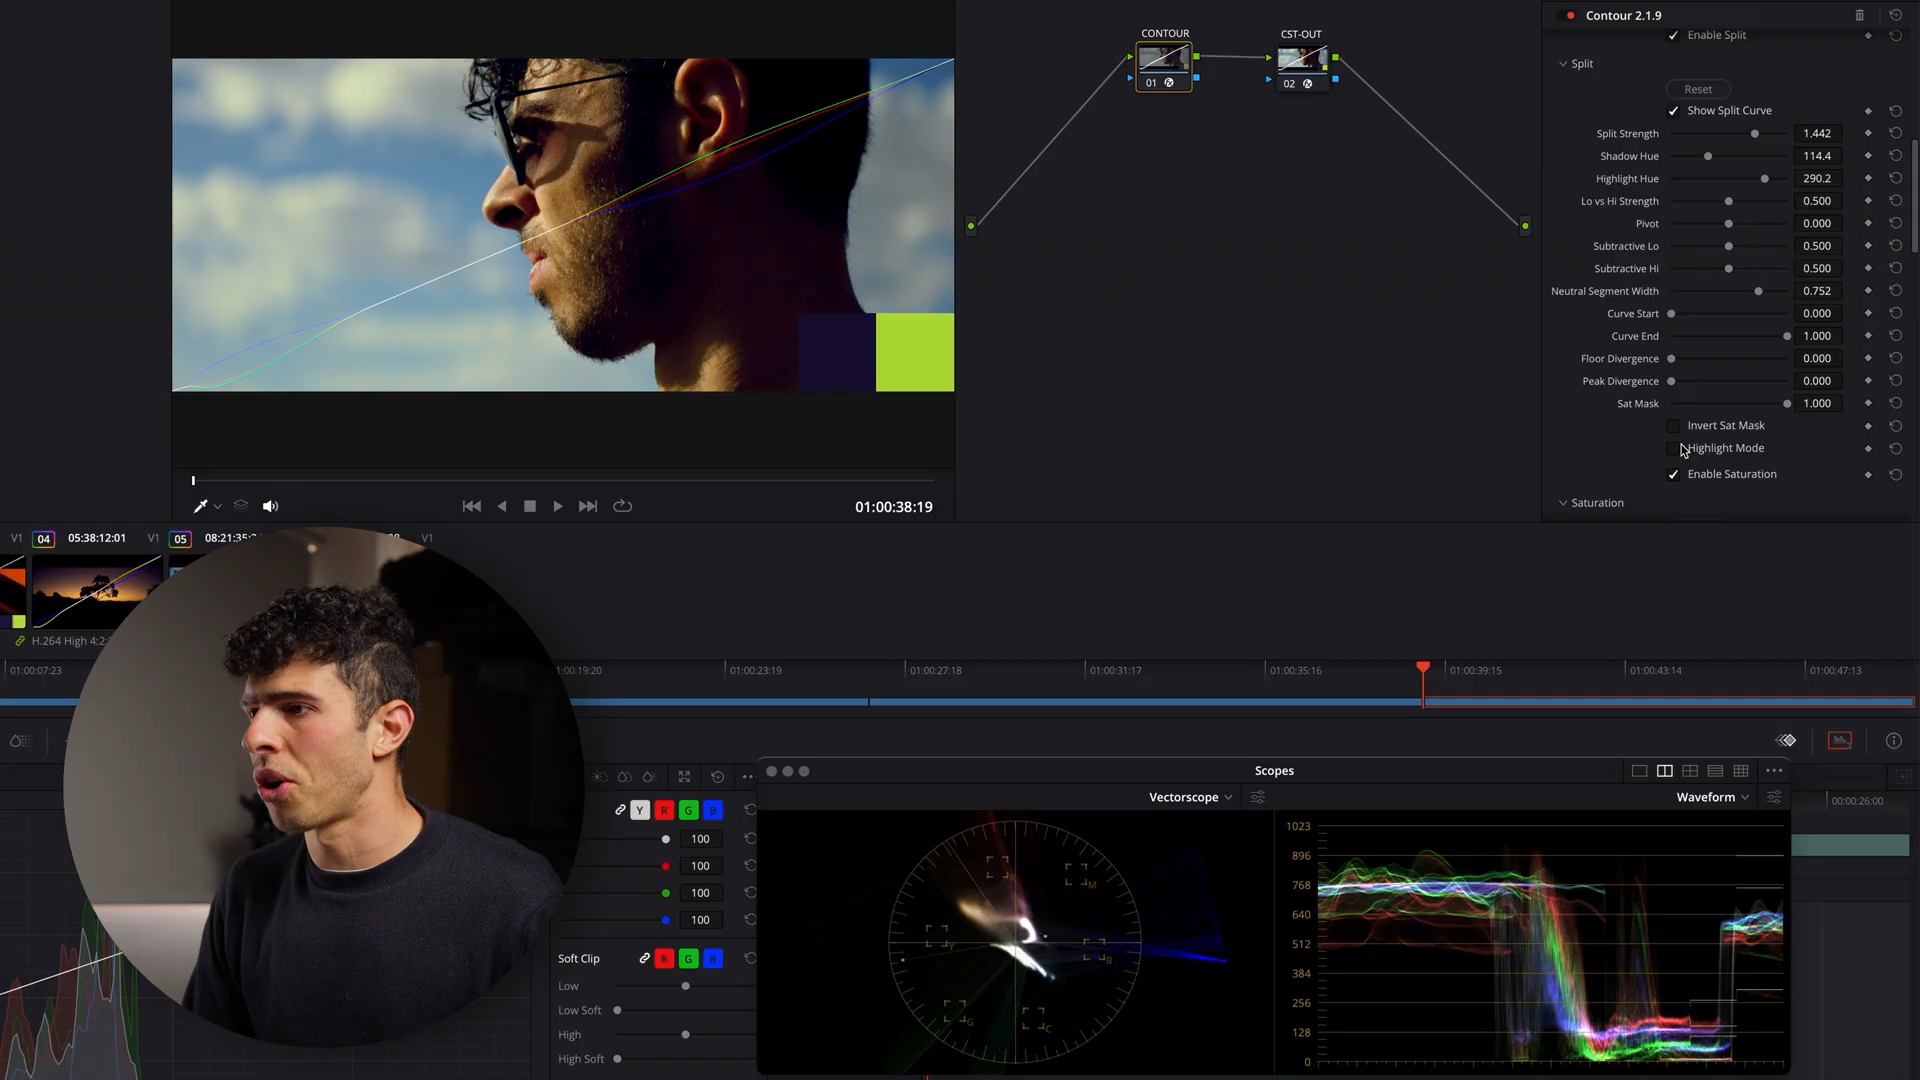 CONTOUR
CST-OUT
01
02
01:00:38:19
Contour 2.1.9
Enable Split
Split
Reset
Show Split Curve
Split Strength 1.442
Shadow Hue 114.4
Highlight Hue 290.2
Lo vs Hi Strength 0.500
Pivot 0.000
Subtractive Lo 0.500
Subtractive Hi 0.500
Neutral Segment Width 0.752
Curve Start 0.000
Curve End 1.000
Floor Divergence 0.000
Peak Divergence 0.000
Sat Mask 1.000
Invert Sat Mask
Highlight Mode
Enable Saturation
Saturation
V1 04 05:38:12:01 V1 05 V1
H.264 High
01:00:07:23 01:00:23:19 01:00:27:18 01:00:31:17 01:00:35:16 01:00:39:15 01:00:43:14 01:00:47:13
Y R G B
100
100
100
100
Soft Clip R G B
Low
Low Soft
High
High Soft
Scopes
Vectorscope
Waveform
R
M
Y
B
G
C
1023
896
768
640
512
384
256
128
0
00:00:26:00